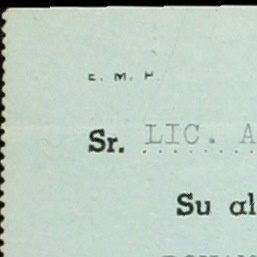 E. M. P.
Sr. LIC. A
Su al